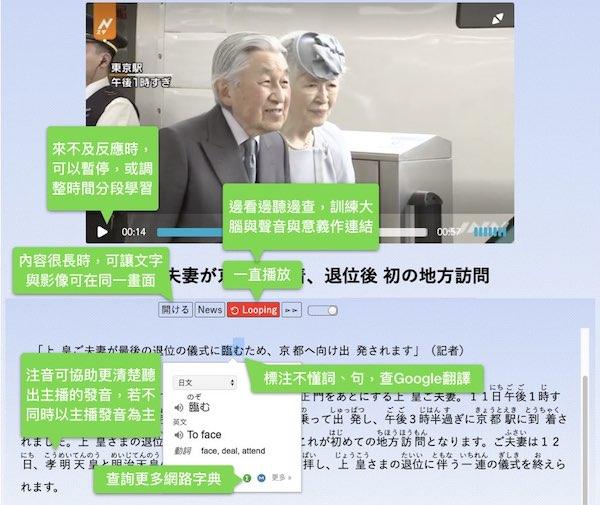 東京駅
午後1時すぎ
來不及反應時，
可以暫停，或調
整時間分段學習
00:14
00:57
邊看邊聽邊查，訓練大
腦與聲音與意義作連結
內容很長時，可讓文字
與影像可在同一畫面
一直播放
夫妻が京
、退位後 初の地方訪問
開ける
News
Looping
「上 皇ご夫妻が最後の退位の儀式に臨むため、京 都へ向け出 発されます」（記者）
注音可協助更清楚聽
出主播的發音，若不
同時以主播發音為主
日文
のぞ
臨む
英文
To face
動詞 face, deal, attend
更多 »
標注不懂詞、句，查Google翻譯
查詢更多網路字典
正門をあとにする上 皇ご夫妻。１１日午後１時す
って出 発し、午後３時半過ぎに京 都駅に到 着さ
れました。上 皇さまの退位
これが初めての地方訪 問となります。ご夫妻は１２
日、孝明天皇と明治天皇
拝し、上 皇さまの退位に伴う一連の儀式を終えら
れます。